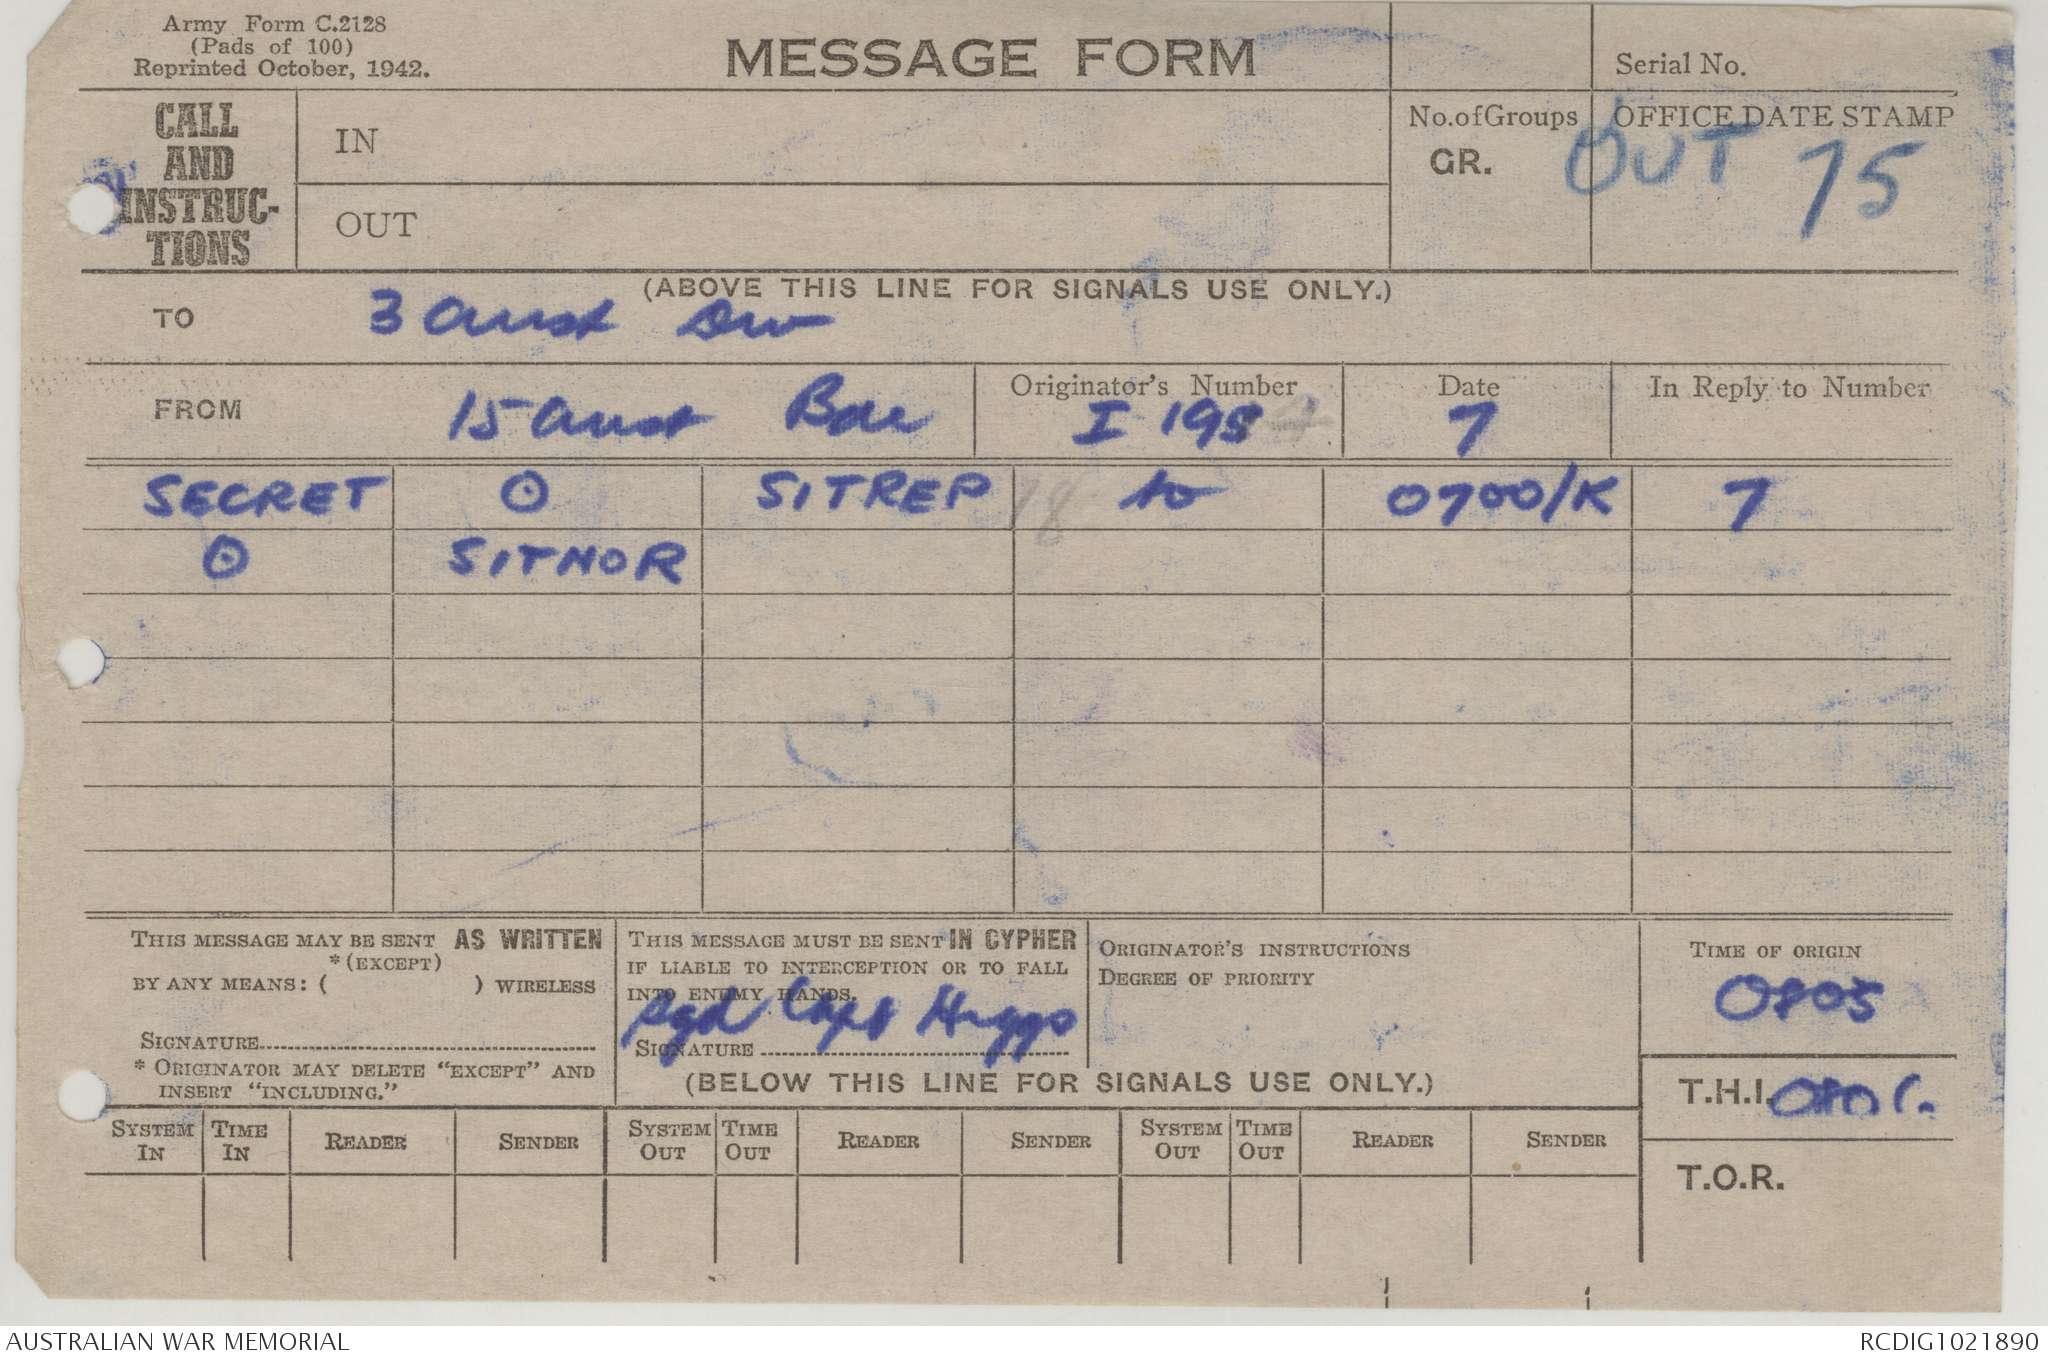 Army Form C.2128
(Pads of 100)
Reprinted October, 1942.
MESSAGE FORM
Serial No.
CALL AND INSTRUC-TIONS
IN
OUT
No. of Groups
GR.
OFFICE DATE STAMP
OUT 75
(ABOVE THIS LINE FOR SIGNALS USE ONLY.)
TO 3 Aust Div
FROM 15 Aust Bde
Originator's Number
I 195
Date
7
In Reply to Number
SECRET ⊙ SITREP to 0700/K 7
⊙ SITNOR
THIS MESSAGE MAY BE SENT AS WRITTEN
*(EXCEPT)
BY ANY MEANS: ( ) WIRELESS
SIGNATURE
* ORIGINATOR MAY DELETE "EXCEPT" AND
INSERT "INCLUDING."
THIS MESSAGE MUST BE SENT IN CYPHER
IF LIABLE TO INTERCEPTION OR TO FALL
INTO ENEMY HANDS.
Sgd Capt Higgs
SIGNATURE
ORIGINATOR'S INSTRUCTIONS
DEGREE OF PRIORITY
TIME OF ORIGIN
0805
(BELOW THIS LINE FOR SIGNALS USE ONLY.)
T.H.I.
SYSTEM IN TIME IN READER SENDER SYSTEM OUT TIME OUT READER SENDER SYSTEM OUT TIME OUT READER SENDER
T.O.R.
AUSTRALIAN WAR MEMORIAL
RCDIG1021890